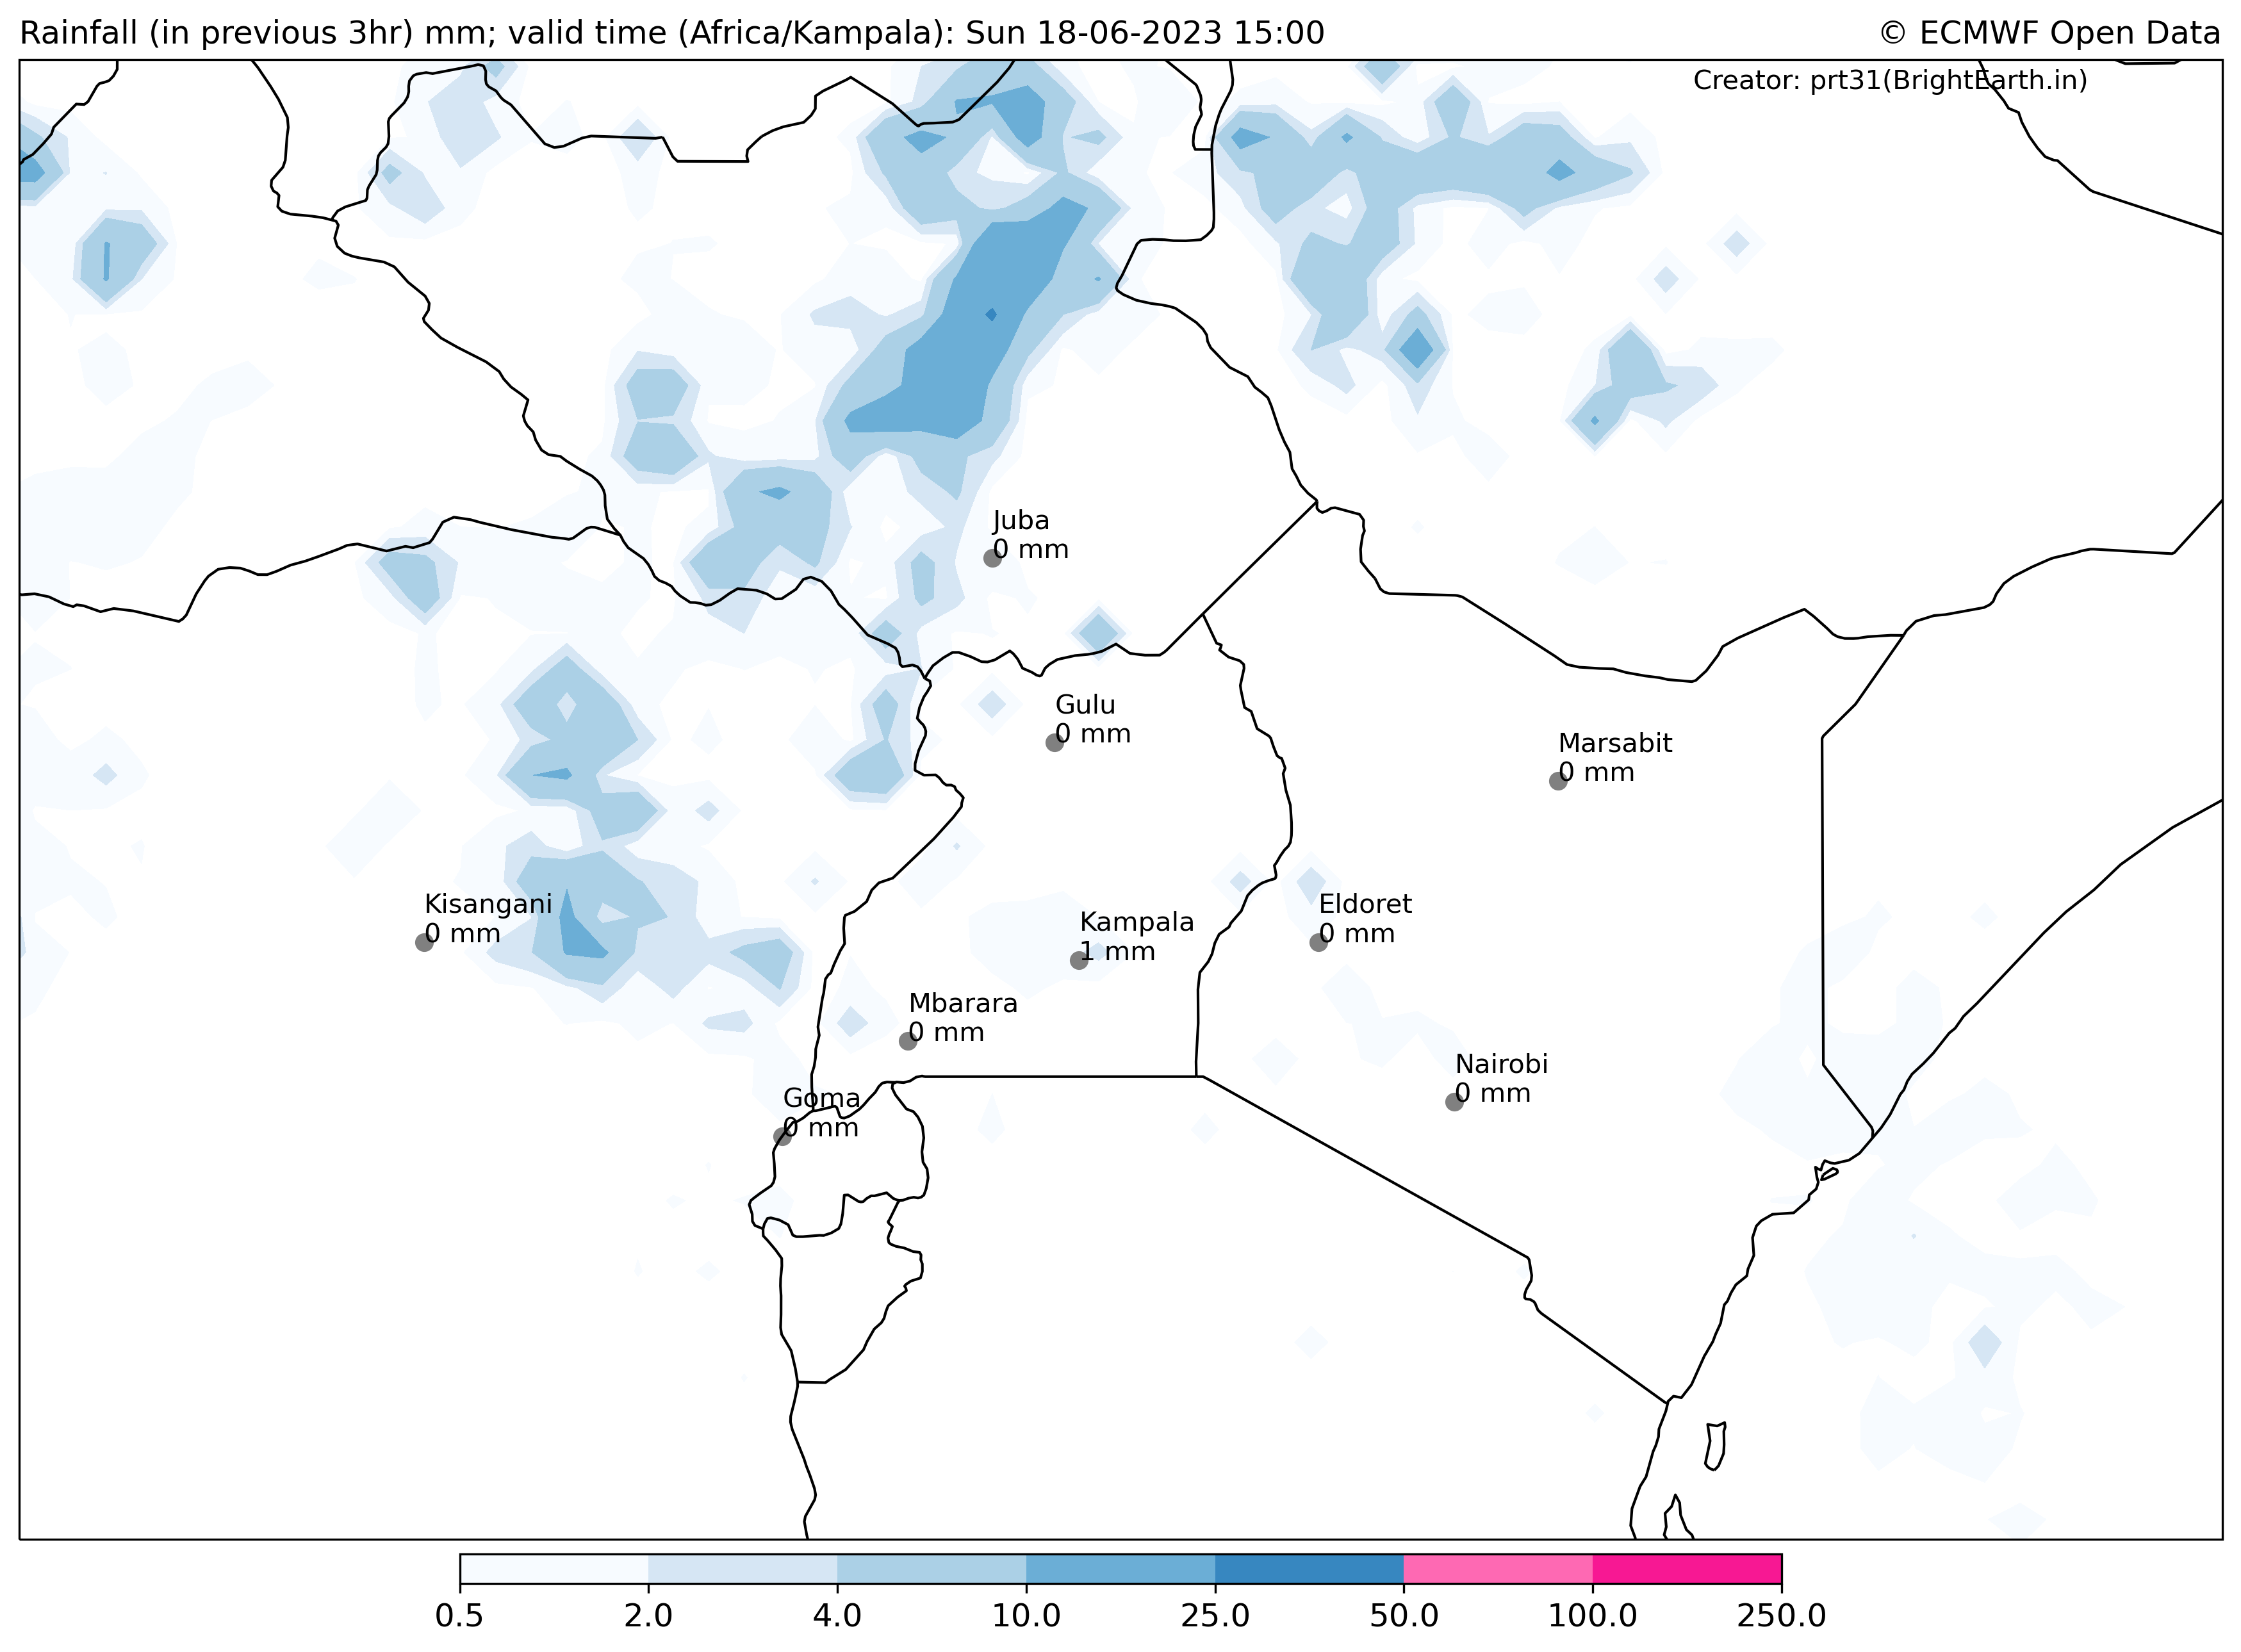 Rainfall (in previous 3hr) mm; valid time (Africa/Kampala): Sun 18-06-2023 15:00
© ECMWF Open Data
Creator: prt31(BrightEarth.in)
Juba
0 mm
Gulu
0 mm
Marsabit
0 mm
Kisangani
0 mm
Kampala
1 mm
Eldoret
0 mm
Mbarara
0 mm
Nairobi
0 mm
Goma
0 mm
0.5 2.0 4.0 10.0 25.0 50.0 100.0 250.0